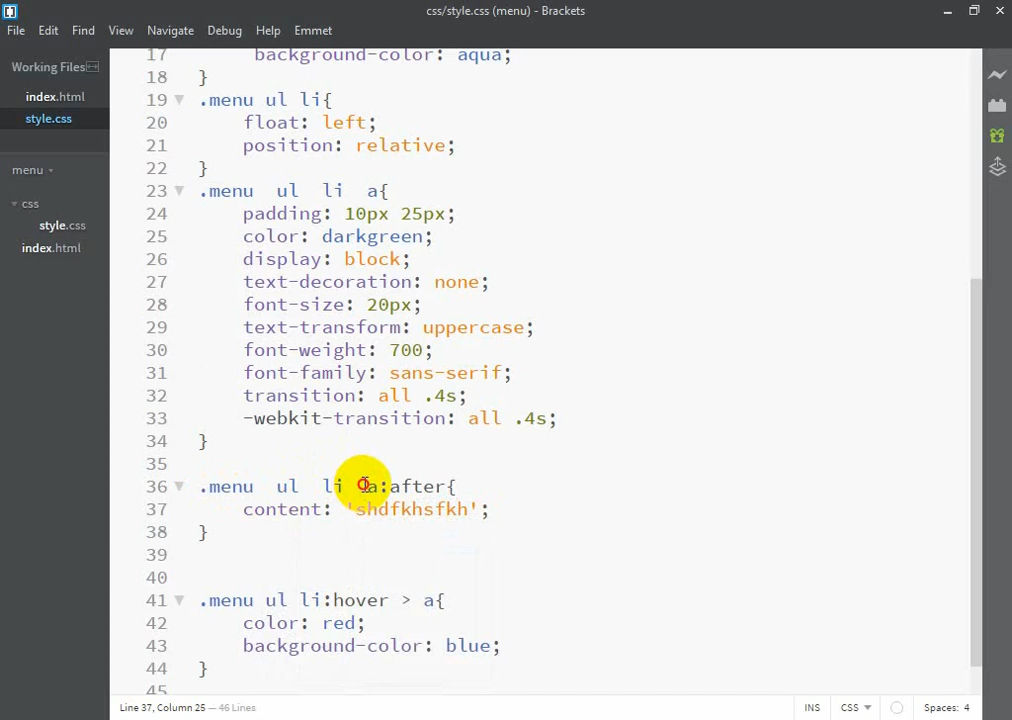 css/style.css (menu) - Brackets
File Edit Find View Navigate Debug Help Emmet
Working Files
index.html
style.css
menu
css
style.css
index.html
17 background-color: aqua;
18 }
19 .menu ul li{
20 float: left;
21 position: relative;
22 }
23 .menu ul li a{
24 padding: 10px 25px;
25 color: darkgreen;
26 display: block;
27 text-decoration: none;
28 font-size: 20px;
29 text-transform: uppercase;
30 font-weight: 700;
31 font-family: sans-serif;
32 transition: all .4s;
33 -webkit-transition: all .4s;
34 }
35
36 .menu ul li a:after{
37 content: 'shdfkhsfkh';
38 }
39
40
41 .menu ul li:hover > a{
42 color: red;
43 background-color: blue;
44 }
45
Line 37, Column 25 — 46 Lines
INS CSS Spaces: 4